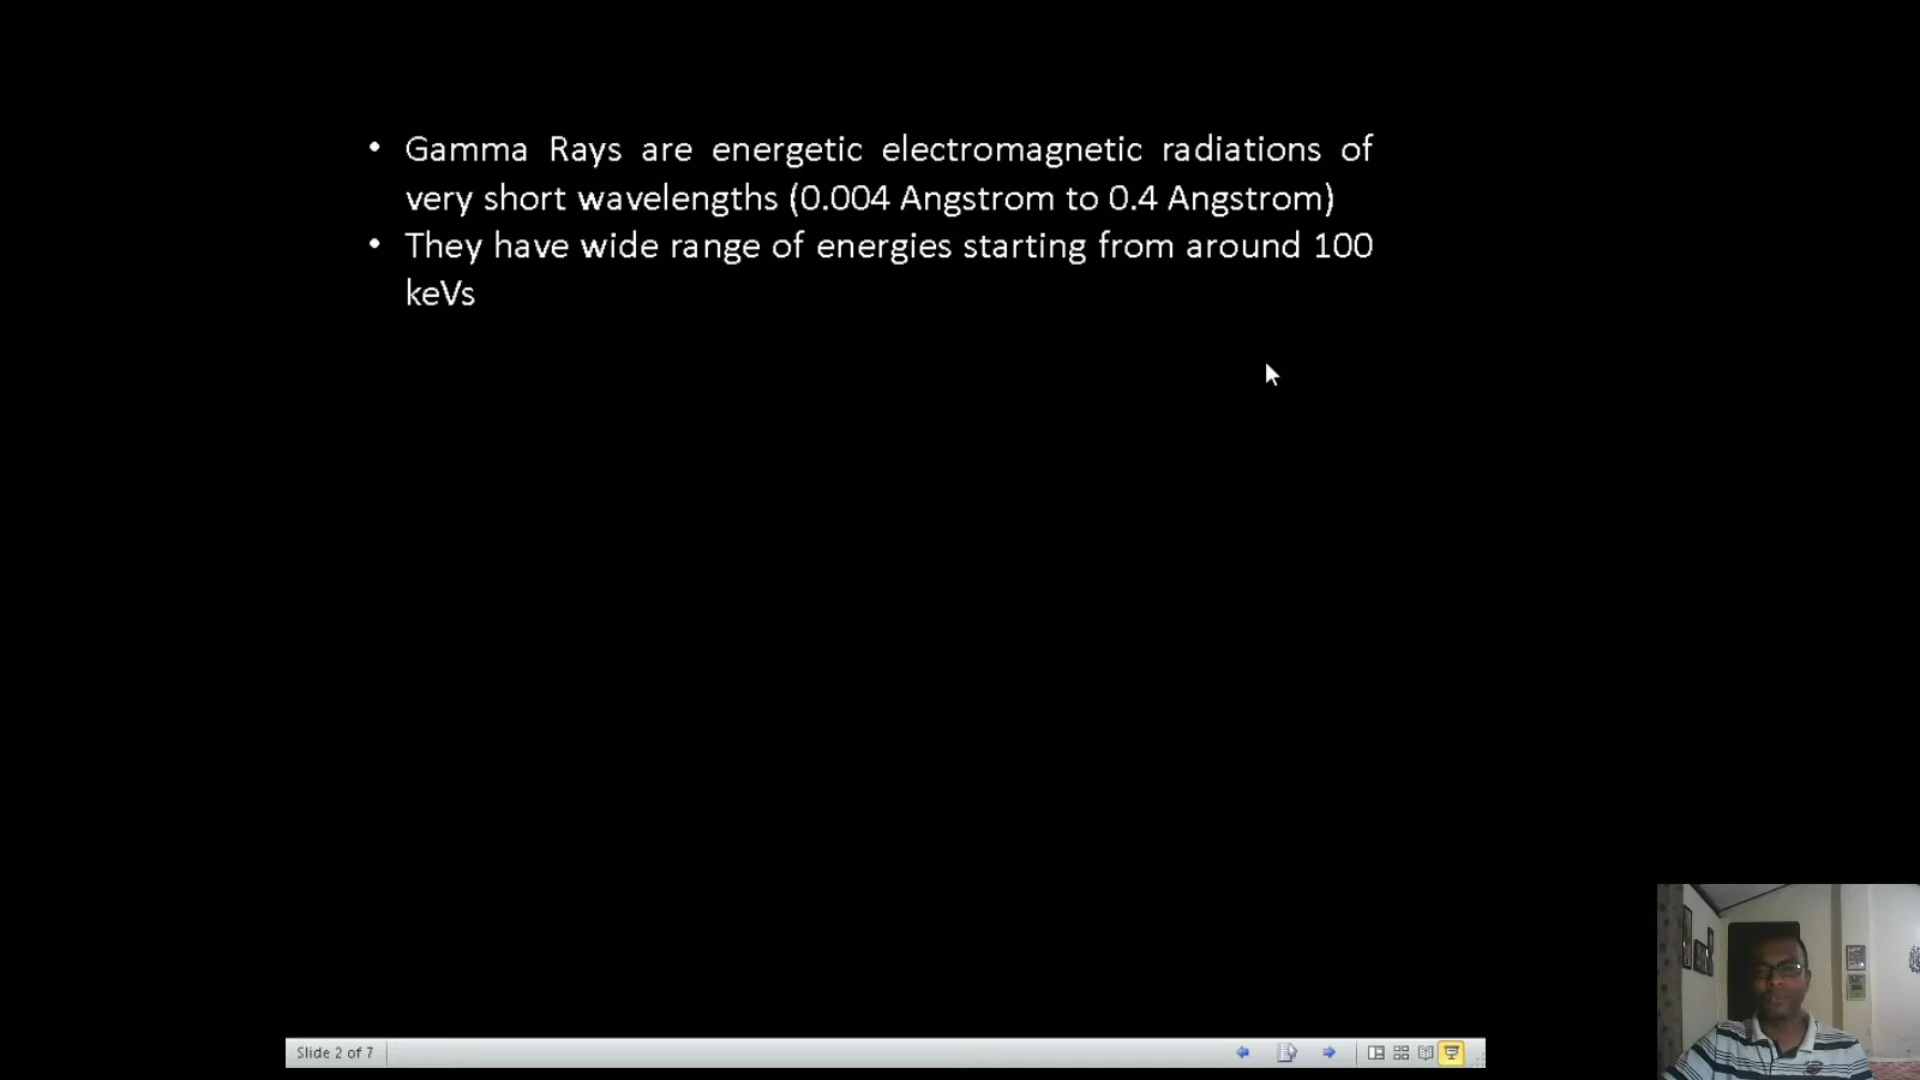 • Gamma Rays are energetic electromagnetic radiations of
very short wavelengths (0.004 Angstrom to 0.4 Angstrom)
• They have wide range of energies starting from around 100
keVs
Slide 2 of 7